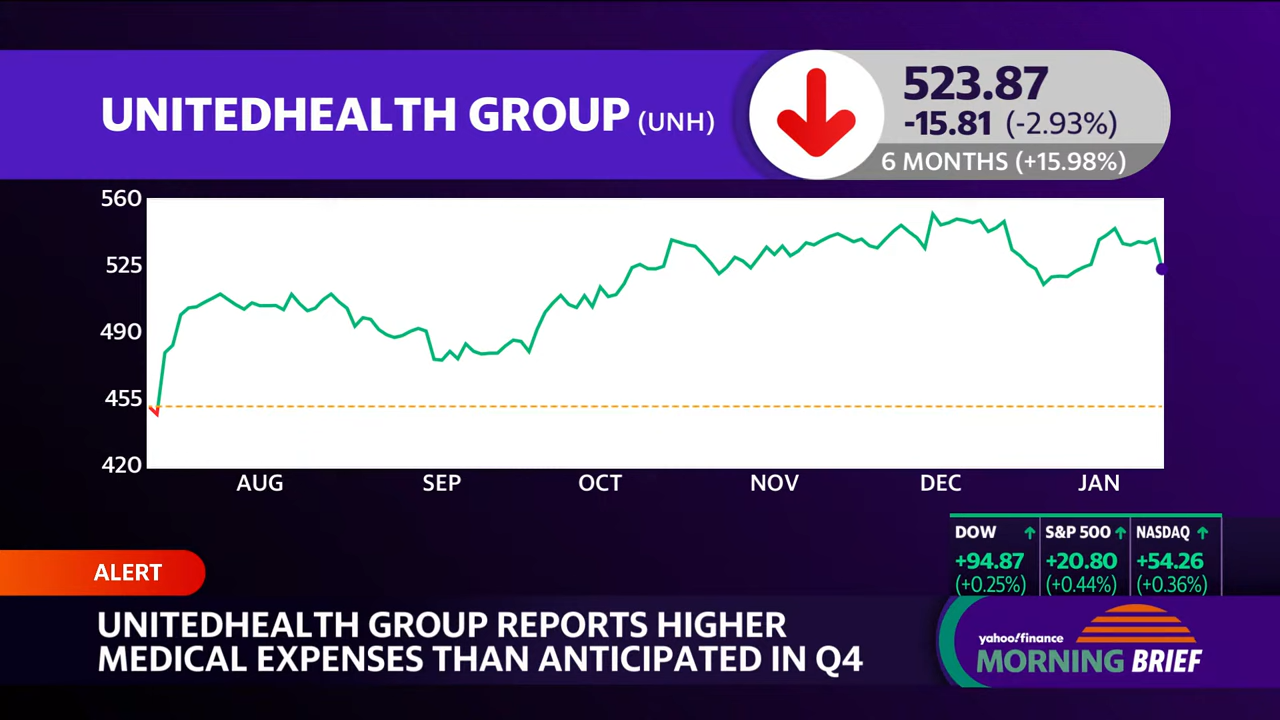 UNITEDHEALTH GROUP (UNH)
523.87
-15.81 (-2.93%)
6 MONTHS (+15.98%)
560
525
490
455
420
AUG SEP OCT NOV DEC JAN
DOW S&P 500 NASDAQ
+94.87 +20.80 +54.26
(+0.25%) (+0.44%) (+0.36%)
ALERT
UNITEDHEALTH GROUP REPORTS HIGHER
MEDICAL EXPENSES THAN ANTICIPATED IN Q4
yahoo!finance
MORNING BRIEF